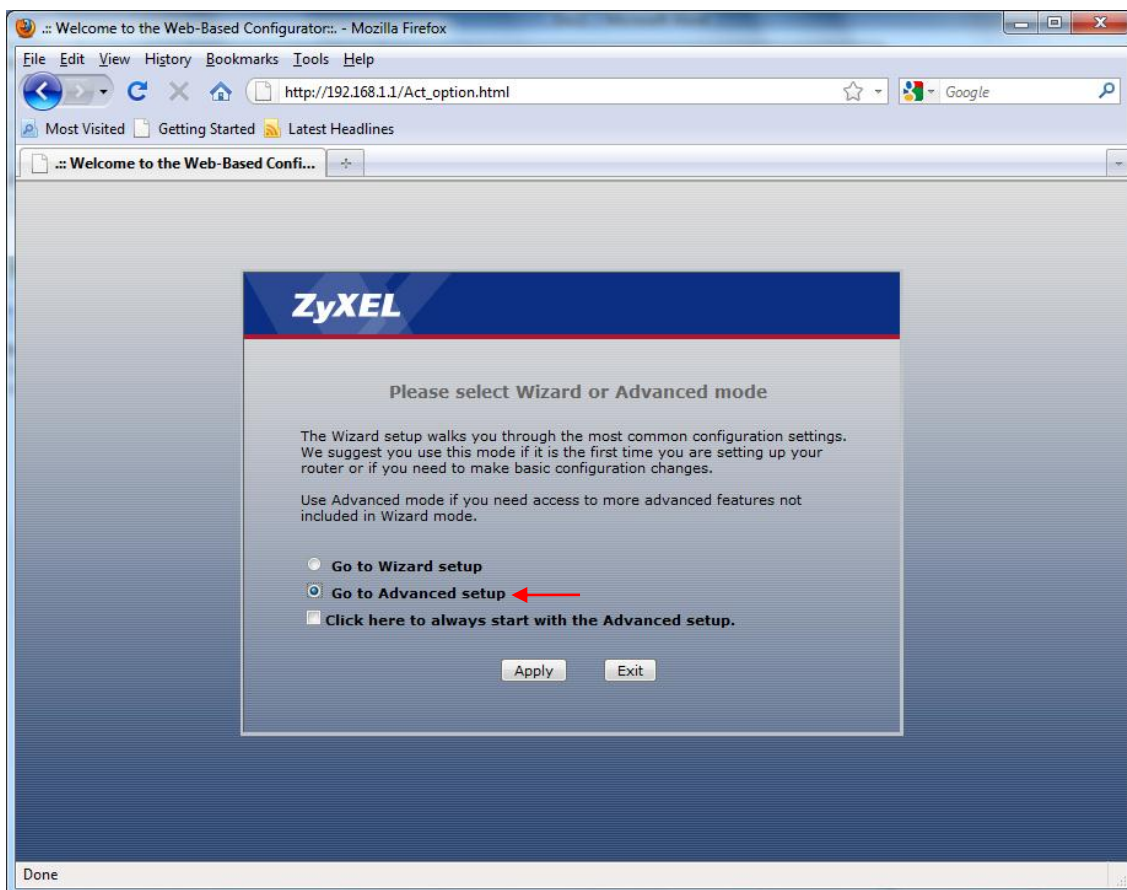 .:: Welcome to the Web-Based Configurator::. - Mozilla Firefox
File Edit View History Bookmarks Tools Help
http://192.168.1.1/Act_option.html
Google
Most Visited Getting Started Latest Headlines
.:: Welcome to the Web-Based Confi...
ZyXEL
Please select Wizard or Advanced mode
The Wizard setup walks you through the most common configuration settings.
We suggest you use this mode if it is the first time you are setting up your
router or if you need to make basic configuration changes.
Use Advanced mode if you need access to more advanced features not
included in Wizard mode.
Go to Wizard setup
Go to Advanced setup
Click here to always start with the Advanced setup.
Apply Exit
Done